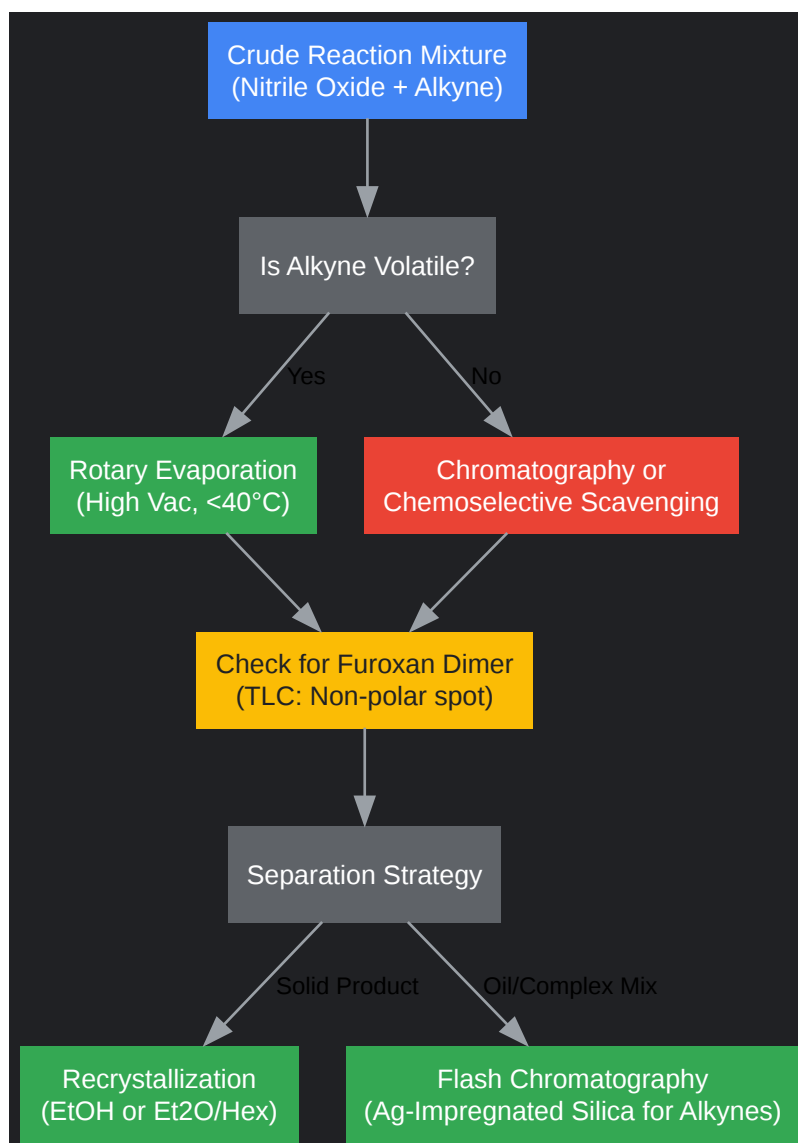 Crude Reaction Mixture
(Nitrile Oxide + Alkyne)
Is Alkyne Volatile?
Yes
No
Rotary Evaporation
(High Vac, <40°C)
Chromatography or
Chemoselective Scavenging
Check for Furoxan Dimer
(TLC: Non-polar spot)
Separation Strategy
Solid Product
Oil/Complex Mix
Recrystallization
(EtOH or Et2O/Hex)
Flash Chromatography
(Ag-Impregnated Silica for Alkynes)